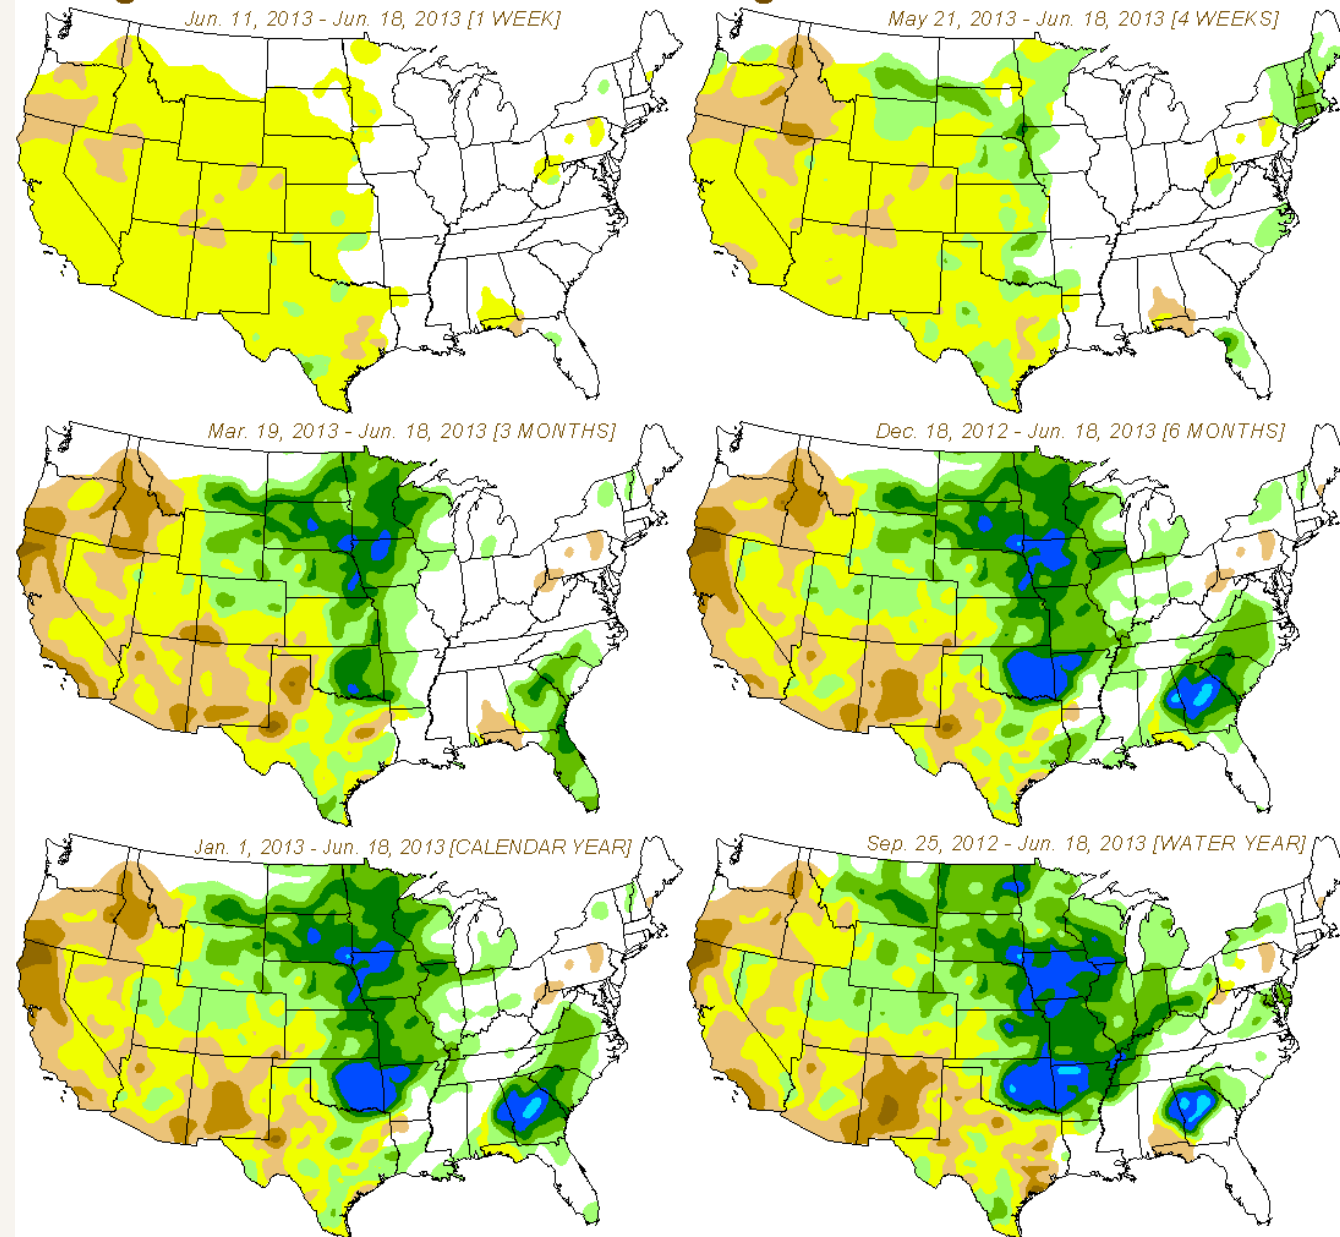 Jun. 11, 2013 - Jun. 18, 2013 [1 WEEK]
May 21, 2013 - Jun. 18, 2013 [4 WEEKS]
Mar. 19, 2013 - Jun. 18, 2013 [3 MONTHS]
Dec. 18, 2012 - Jun. 18, 2013 [6 MONTHS]
Jan. 1, 2013 - Jun. 18, 2013 [CALENDAR YEAR]
Sep. 25, 2012 - Jun. 18, 2013 [WATER YEAR]